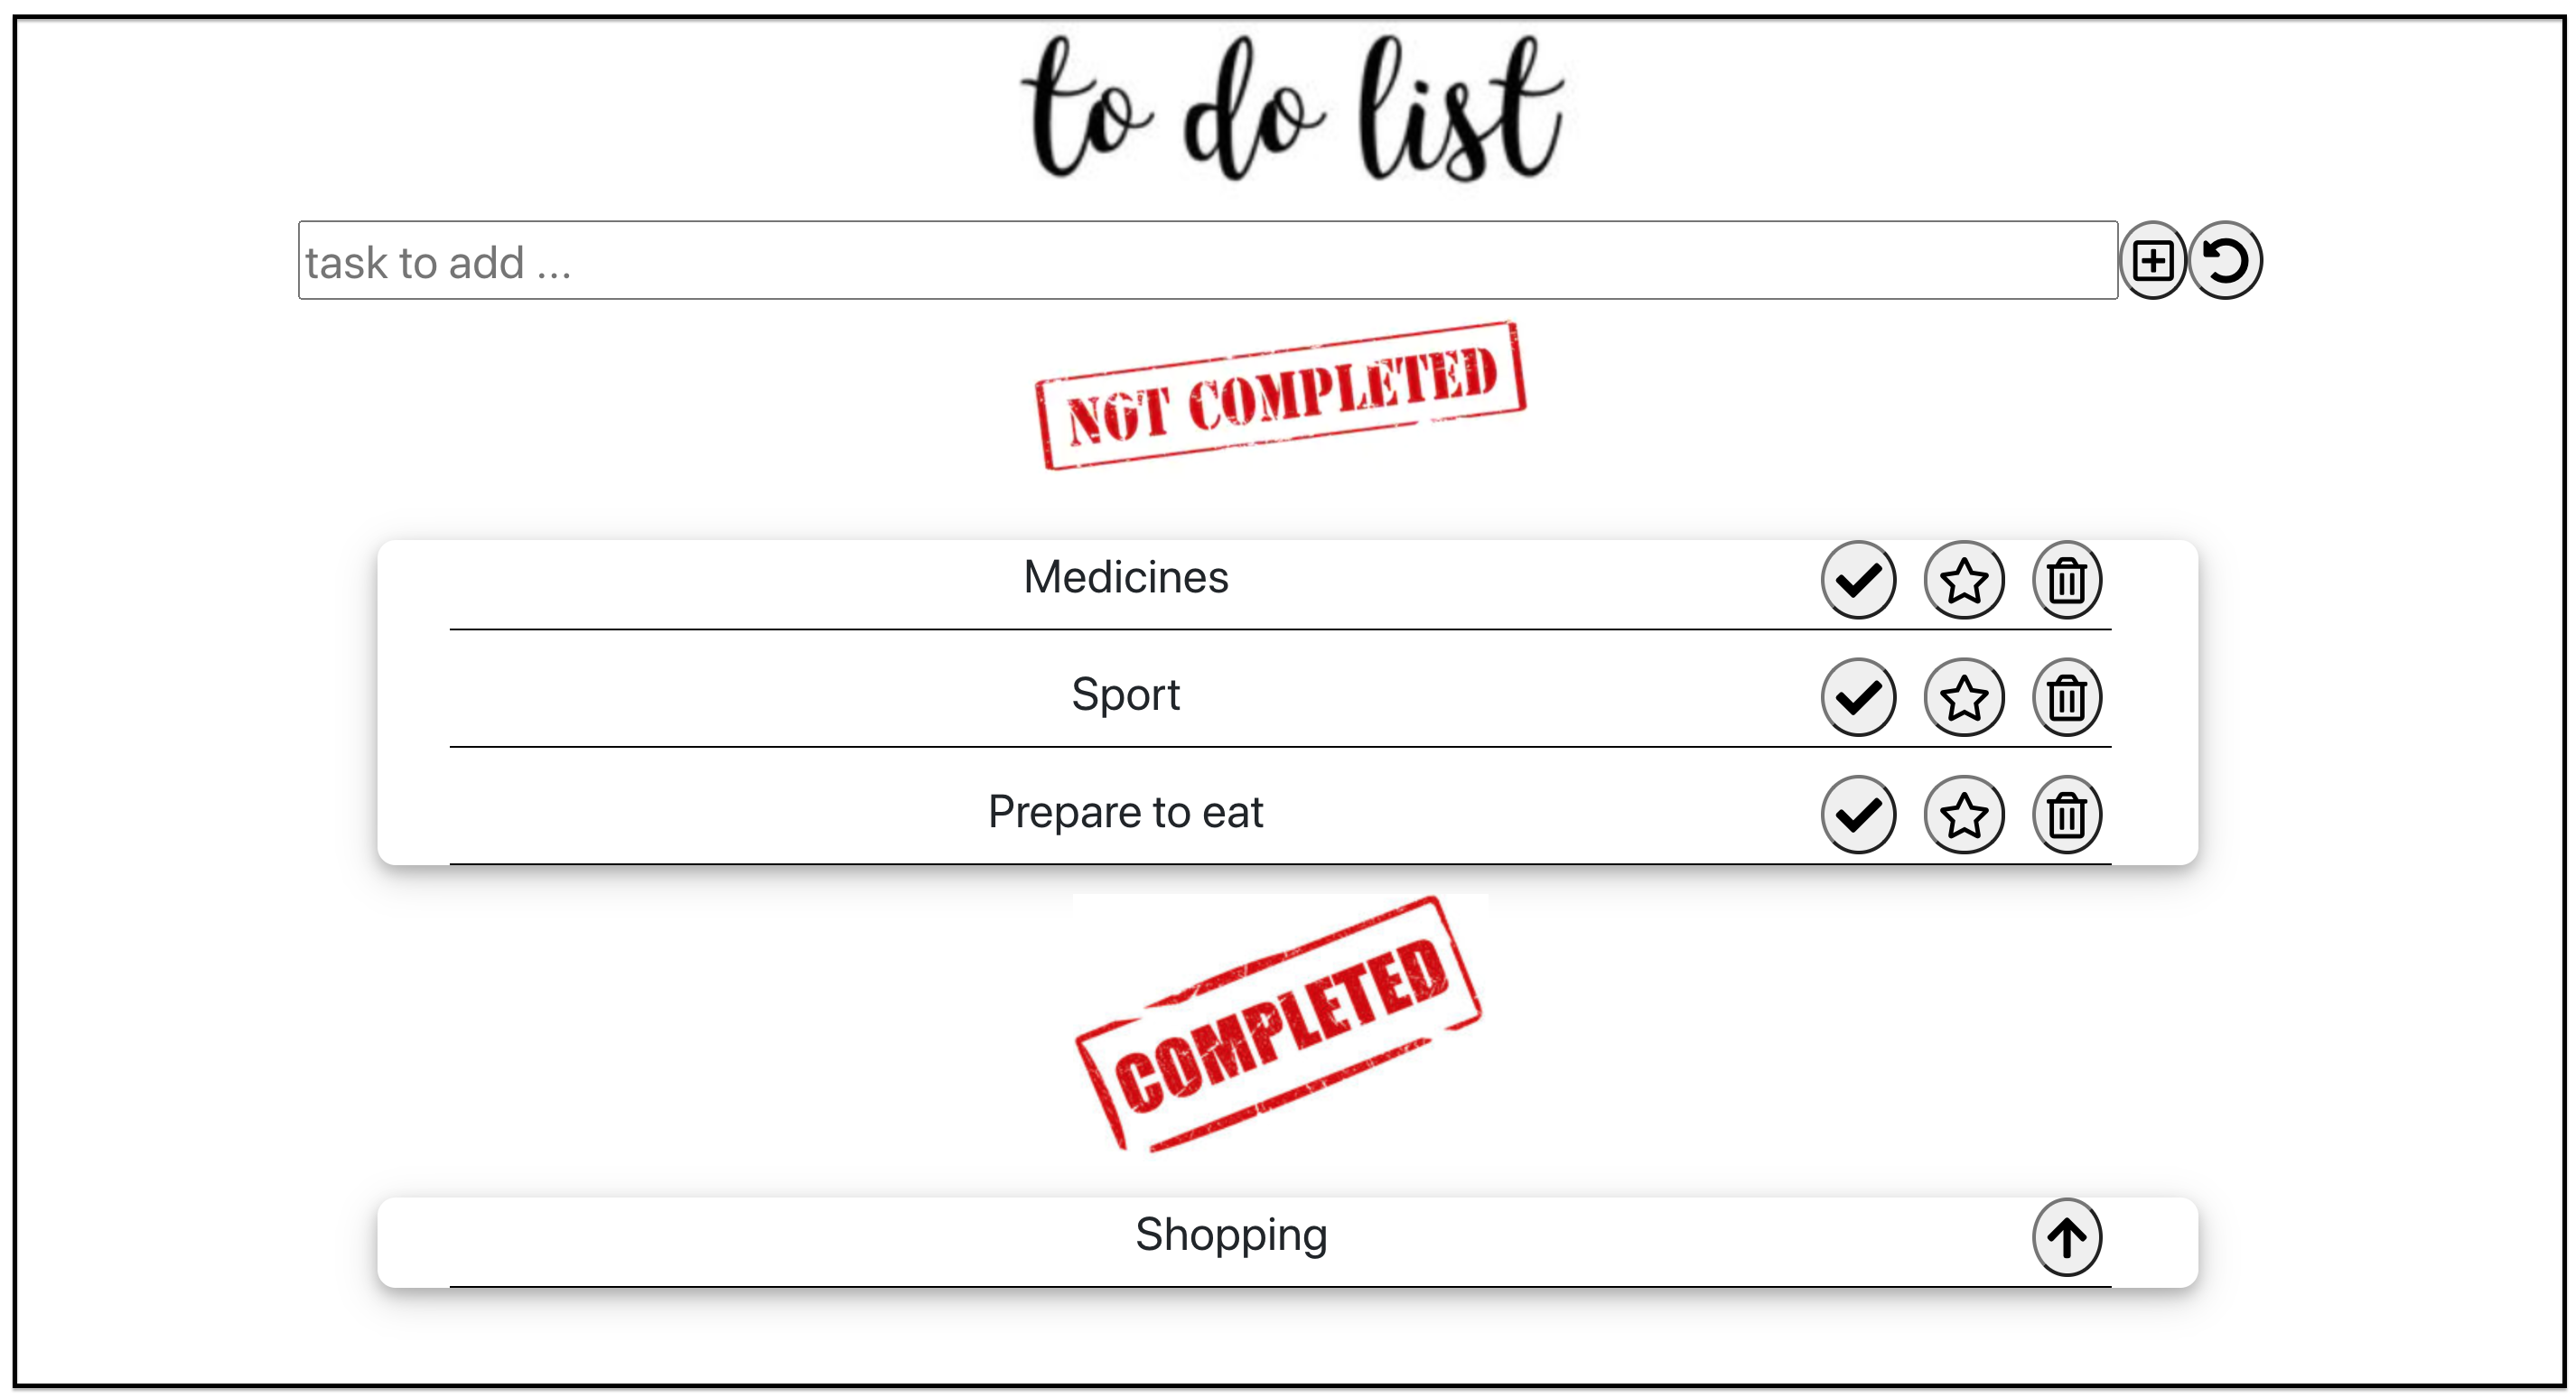 to do list
task to add ...
NOT COMPLETED
Medicines
Sport
Prepare to eat
COMPLETED
Shopping